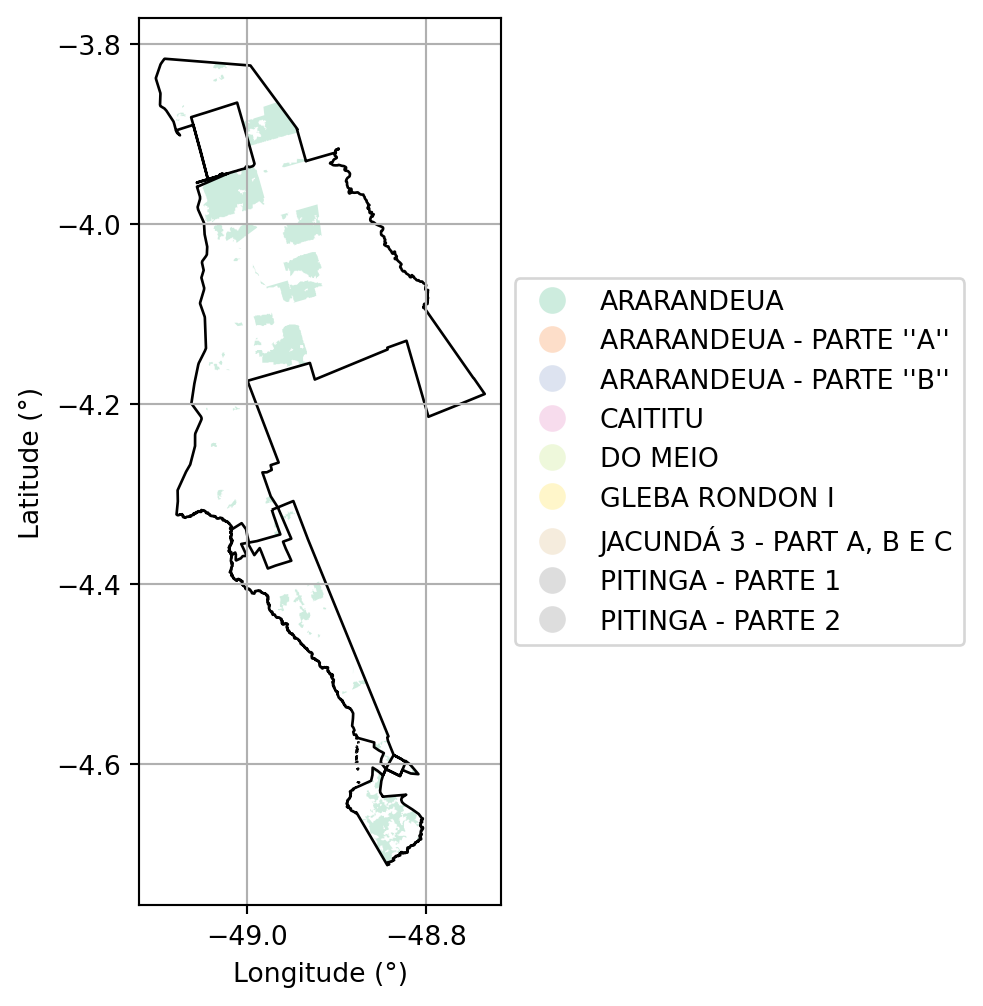 −3.8
−4.0
−4.2
−4.4
−4.6
Latitude (°)
−49.0
−48.8
Longitude (°)
ARARANDEUA
ARARANDEUA - PARTE ''A''
ARARANDEUA - PARTE ''B''
CAITITU
DO MEIO
GLEBA RONDON I
JACUNDÁ 3 - PART A, B E C
PITINGA - PARTE 1
PITINGA - PARTE 2